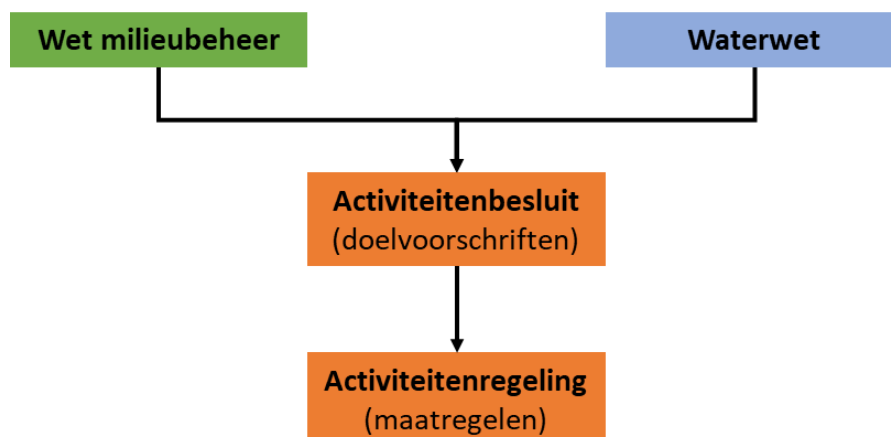 Wet milieubeheer
Waterwet
Activiteitenbesluit
(doelvoorschriften)
Activiteitenregeling
(maatregelen)